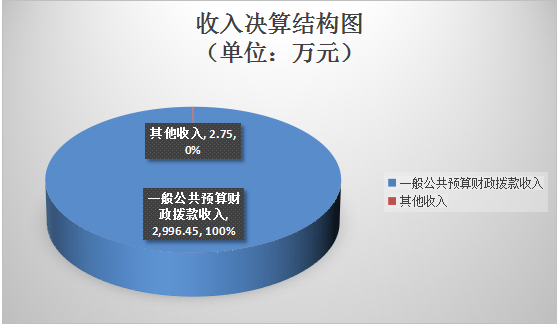 收入决算结构图
（单位：万元）
其他收入, 2.75,
0%
一般公共预算财
政拨款收入,
2,996.45, 100%
一般公共预算财政拨款收入
其他收入